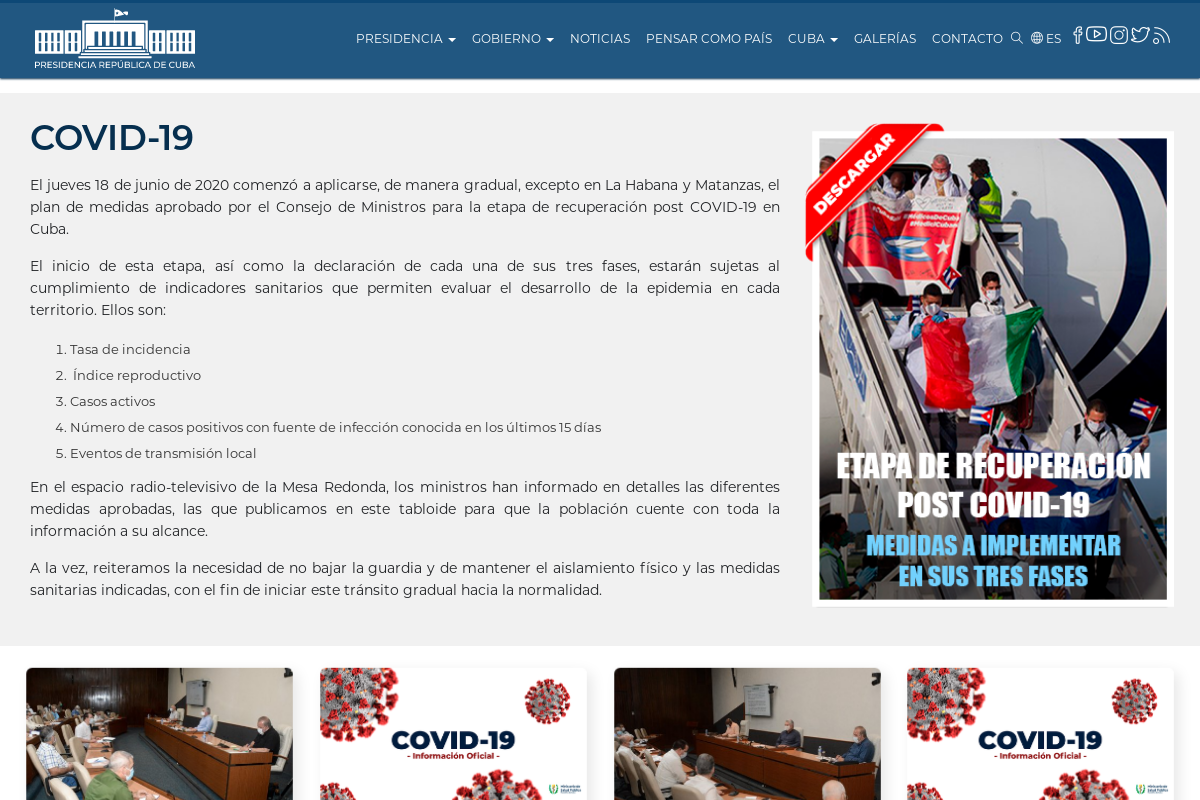 PRESIDENCIA REPÚBLICA DE CUBA
PRESIDENCIA GOBIERNO NOTICIAS PENSAR COMO PAÍS CUBA GALERÍAS CONTACTO ES
COVID-19
El jueves 18 de junio de 2020 comenzó a aplicarse, de manera gradual, excepto en La Habana y Matanzas, el
plan de medidas aprobado por el Consejo de Ministros para la etapa de recuperación post COVID-19 en
Cuba.
El inicio de esta etapa, así como la declaración de cada una de sus tres fases, estarán sujetas al
cumplimiento de indicadores sanitarios que permiten evaluar el desarrollo de la epidemia en cada
territorio. Ellos son:
1. Tasa de incidencia
2. Índice reproductivo
3. Casos activos
4. Número de casos positivos con fuente de infección conocida en los últimos 15 días
5. Eventos de transmisión local
En el espacio radio-televisivo de la Mesa Redonda, los ministros han informado en detalles las diferentes
medidas aprobadas, las que publicamos en este tabloide para que la población cuente con toda la
información a su alcance.
A la vez, reiteramos la necesidad de no bajar la guardia y de mantener el aislamiento físico y las medidas
sanitarias indicadas, con el fin de iniciar este tránsito gradual hacia la normalidad.
DESCARGAR
ETAPA DE RECUPERACIÓN
POST COVID-19
MEDIDAS A IMPLEMENTAR
EN SUS TRES FASES
COVID-19
- Información Oficial -
COVID-19
- Información Oficial -